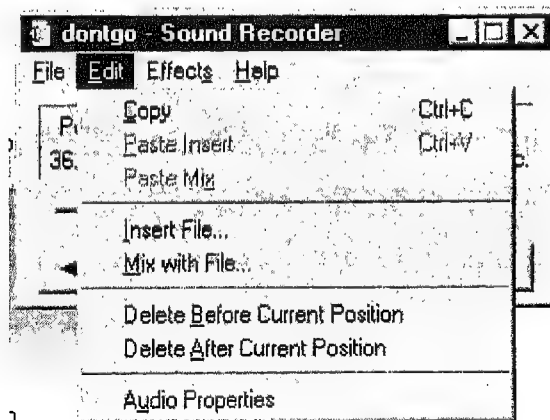 dontgo - Sound Recorder
File Edit Effects Help
Copy Ctrl+C
Paste Insert Ctrl+V
Paste Mix
36.
Insert File...
Mix with File...
Delete Before Current Position
Delete After Current Position
Audio Properties